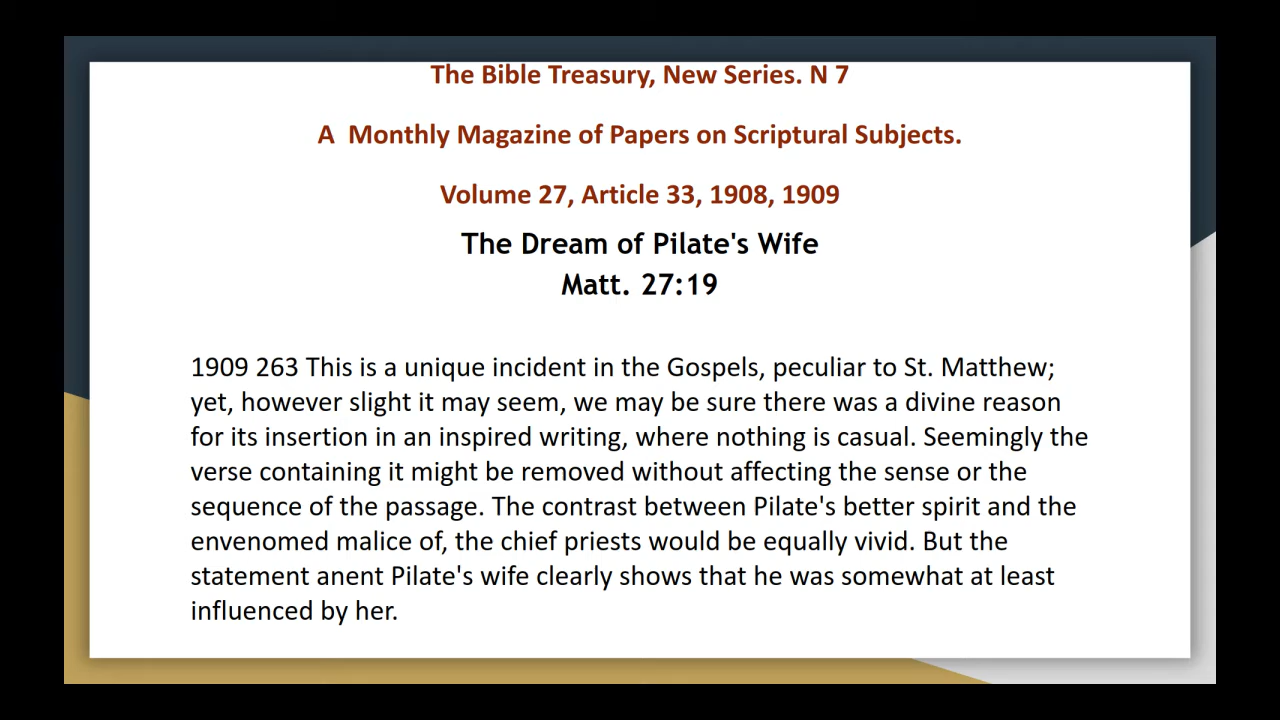 The Bible Treasury, New Series. N 7
A Monthly Magazine of Papers on Scriptural Subjects.
Volume 27, Article 33, 1908, 1909
The Dream of Pilate's Wife
Matt. 27:19
1909 263 This is a unique incident in the Gospels, peculiar to St. Matthew;
yet, however slight it may seem, we may be sure there was a divine reason
for its insertion in an inspired writing, where nothing is casual. Seemingly the
verse containing it might be removed without affecting the sense or the
sequence of the passage. The contrast between Pilate's better spirit and the
envenomed malice of, the chief priests would be equally vivid. But the
statement anent Pilate's wife clearly shows that he was somewhat at least
influenced by her.